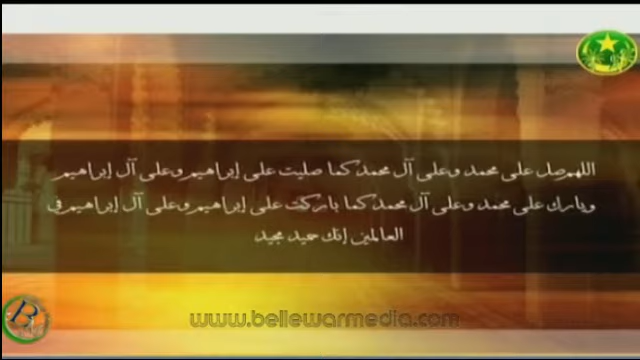 اللهم صل على محمد وعلى آل محمد كما صليت على إبراهيم وعلى آل إبراهيم
وبارك على محمد وعلى آل محمد كما باركت على إبراهيم وعلى آل إبراهيم في
العالمين إنك حميد مجيد
www.bellewarmedia.com